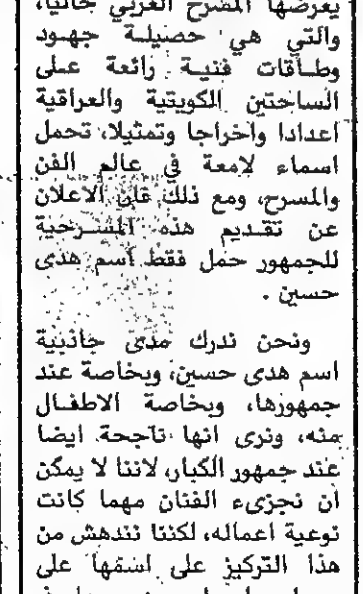 يعرضها المسرح العربي حاليا،
والتي هي حصيلة جهود
وطاقات فنية رائعة على
الساحتين الكويتية والعراقية
اعدادا واخراجا وتمثيلا، تحمل
اسماء لامعة في عالم الفن
والمسرح، ومع ذلك فان الاعلان
عن تقديم هذه المسرحية
للجمهور حمل فقط اسم هدى
حسين .
ونحن ندرك مدى جاذبية
اسم هدى حسين، وبخاصة عند
جمهورها، وبخاصة الاطفال
منه، ونرى انها ناجحة ايضا
عند جمهور الكبار، لاننا لا يمكن
ان نجزىء الفنان مهما كانت
نوعية اعماله، لكننا نندهش من
هذا التركيز على اسمها على